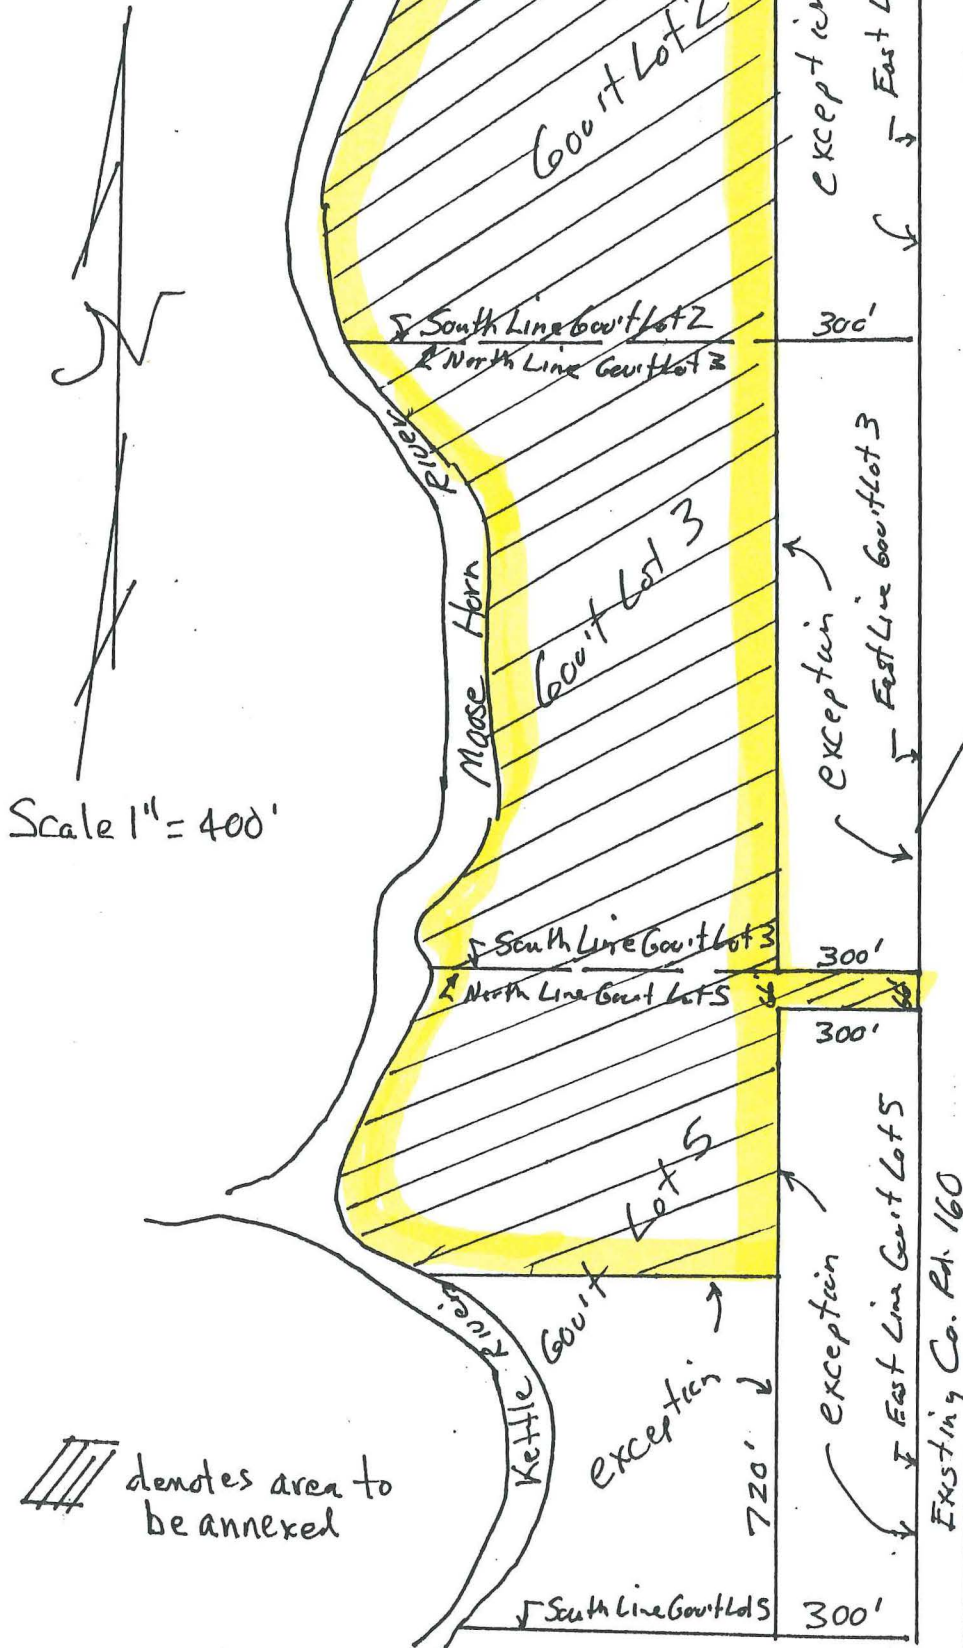 Gov't Lot 2
East L
South Line Gov't Lot 2
300'
North Line Gov't Lot 3
N
River
Moose Horn
Gov't Lot 3
exception
East Line Gov't Lot 3
Scale 1" = 400'
South Line Gov't Lot 3
300'
North Line Gov't Lot 5
66'
66'
300'
Gov't Lot 5
exception
East Line Gov't Lot 5
Existing Co. Rd. 160
Kettle River
exception
720'
denotes area to
be annexed
South Line Gov't Lot 5
300'